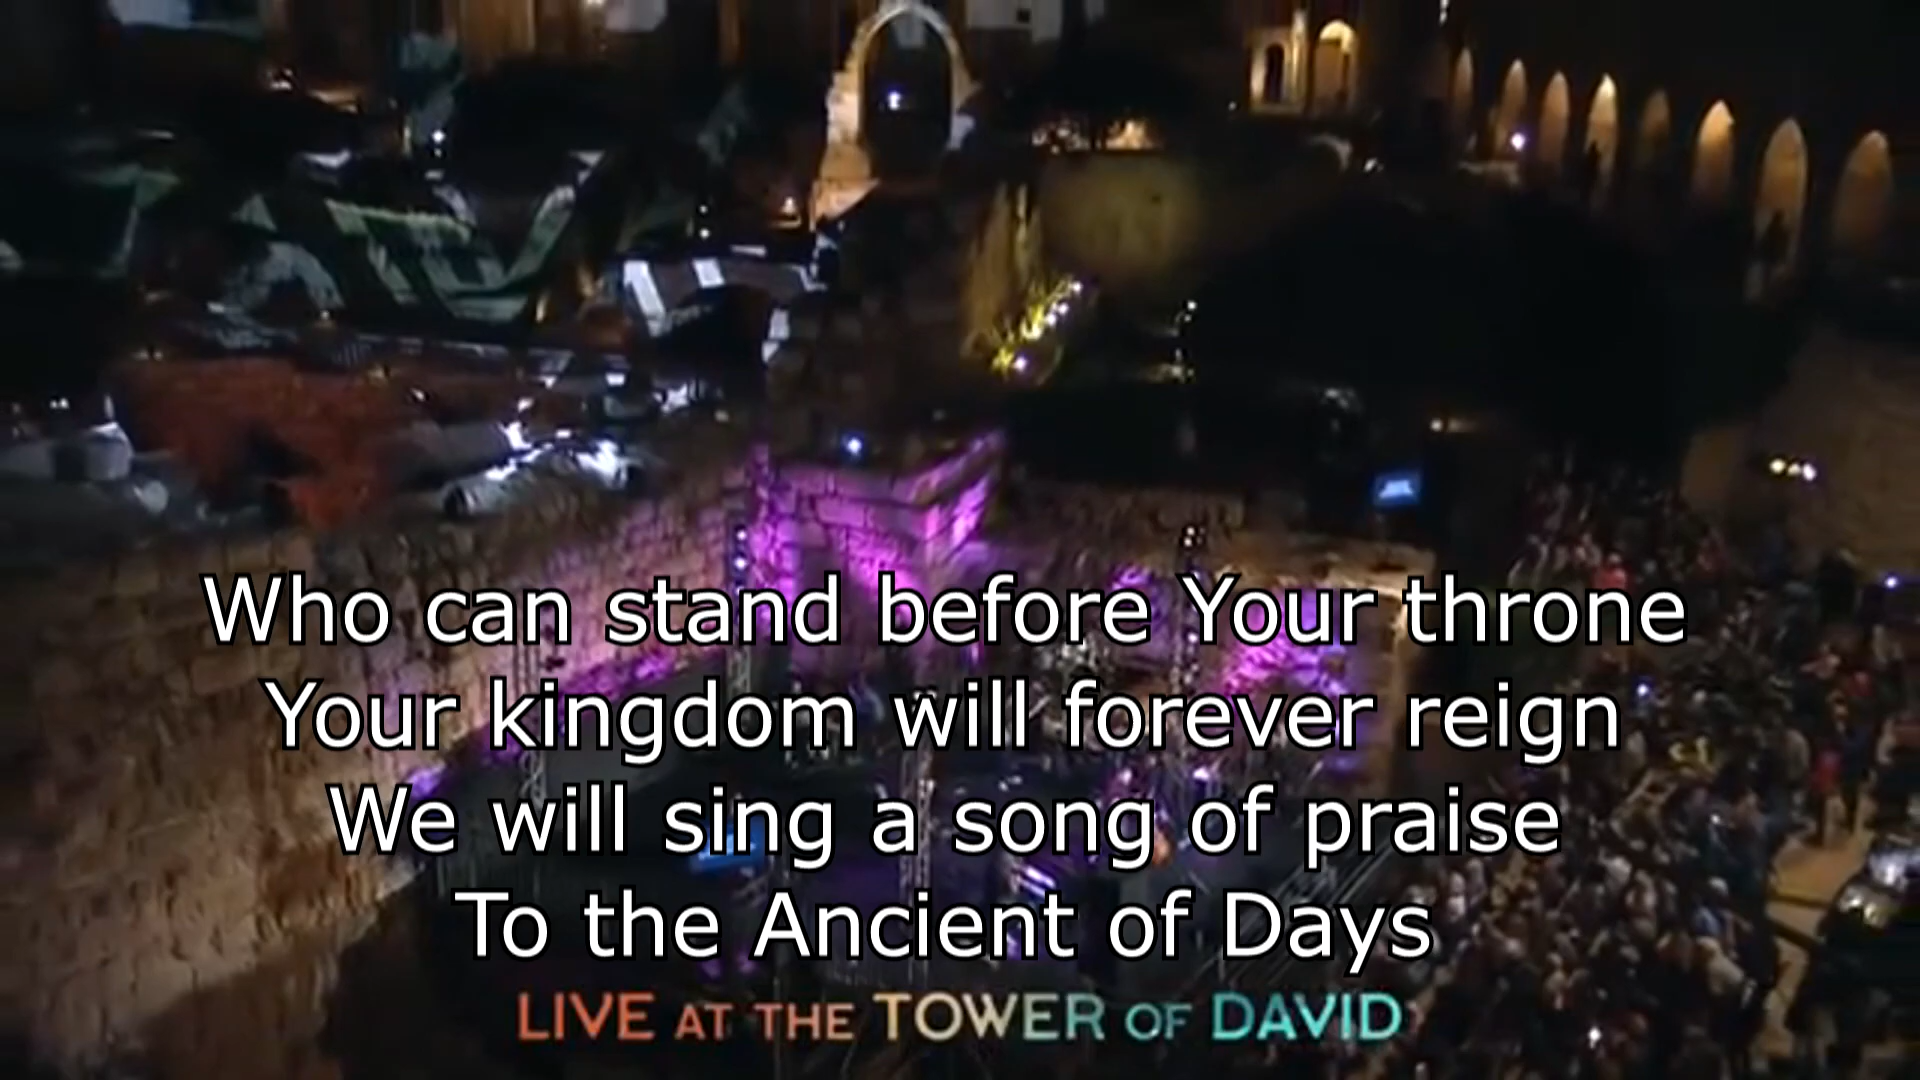 Who can stand before Your throne
Your kingdom will forever reign
We will sing a song of praise
To the Ancient of Days
LIVE AT THE TOWER OF DAVID